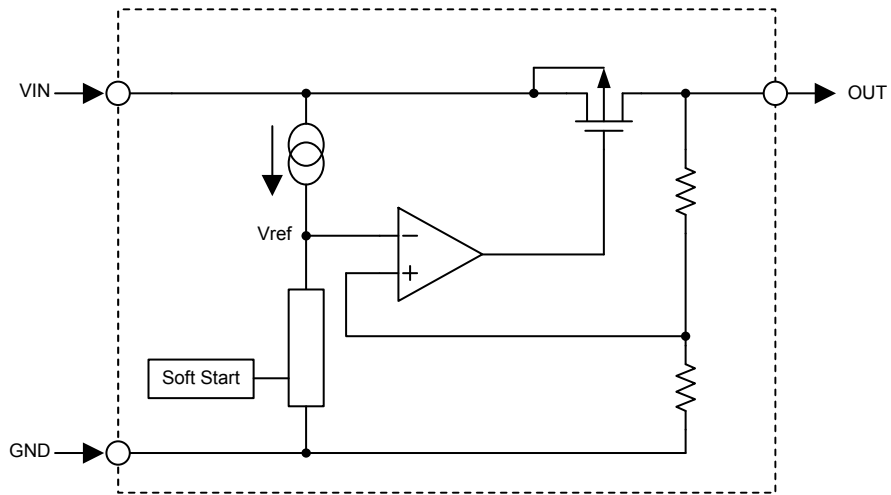 VIN
OUT
Vref
−
+
Soft Start
GND